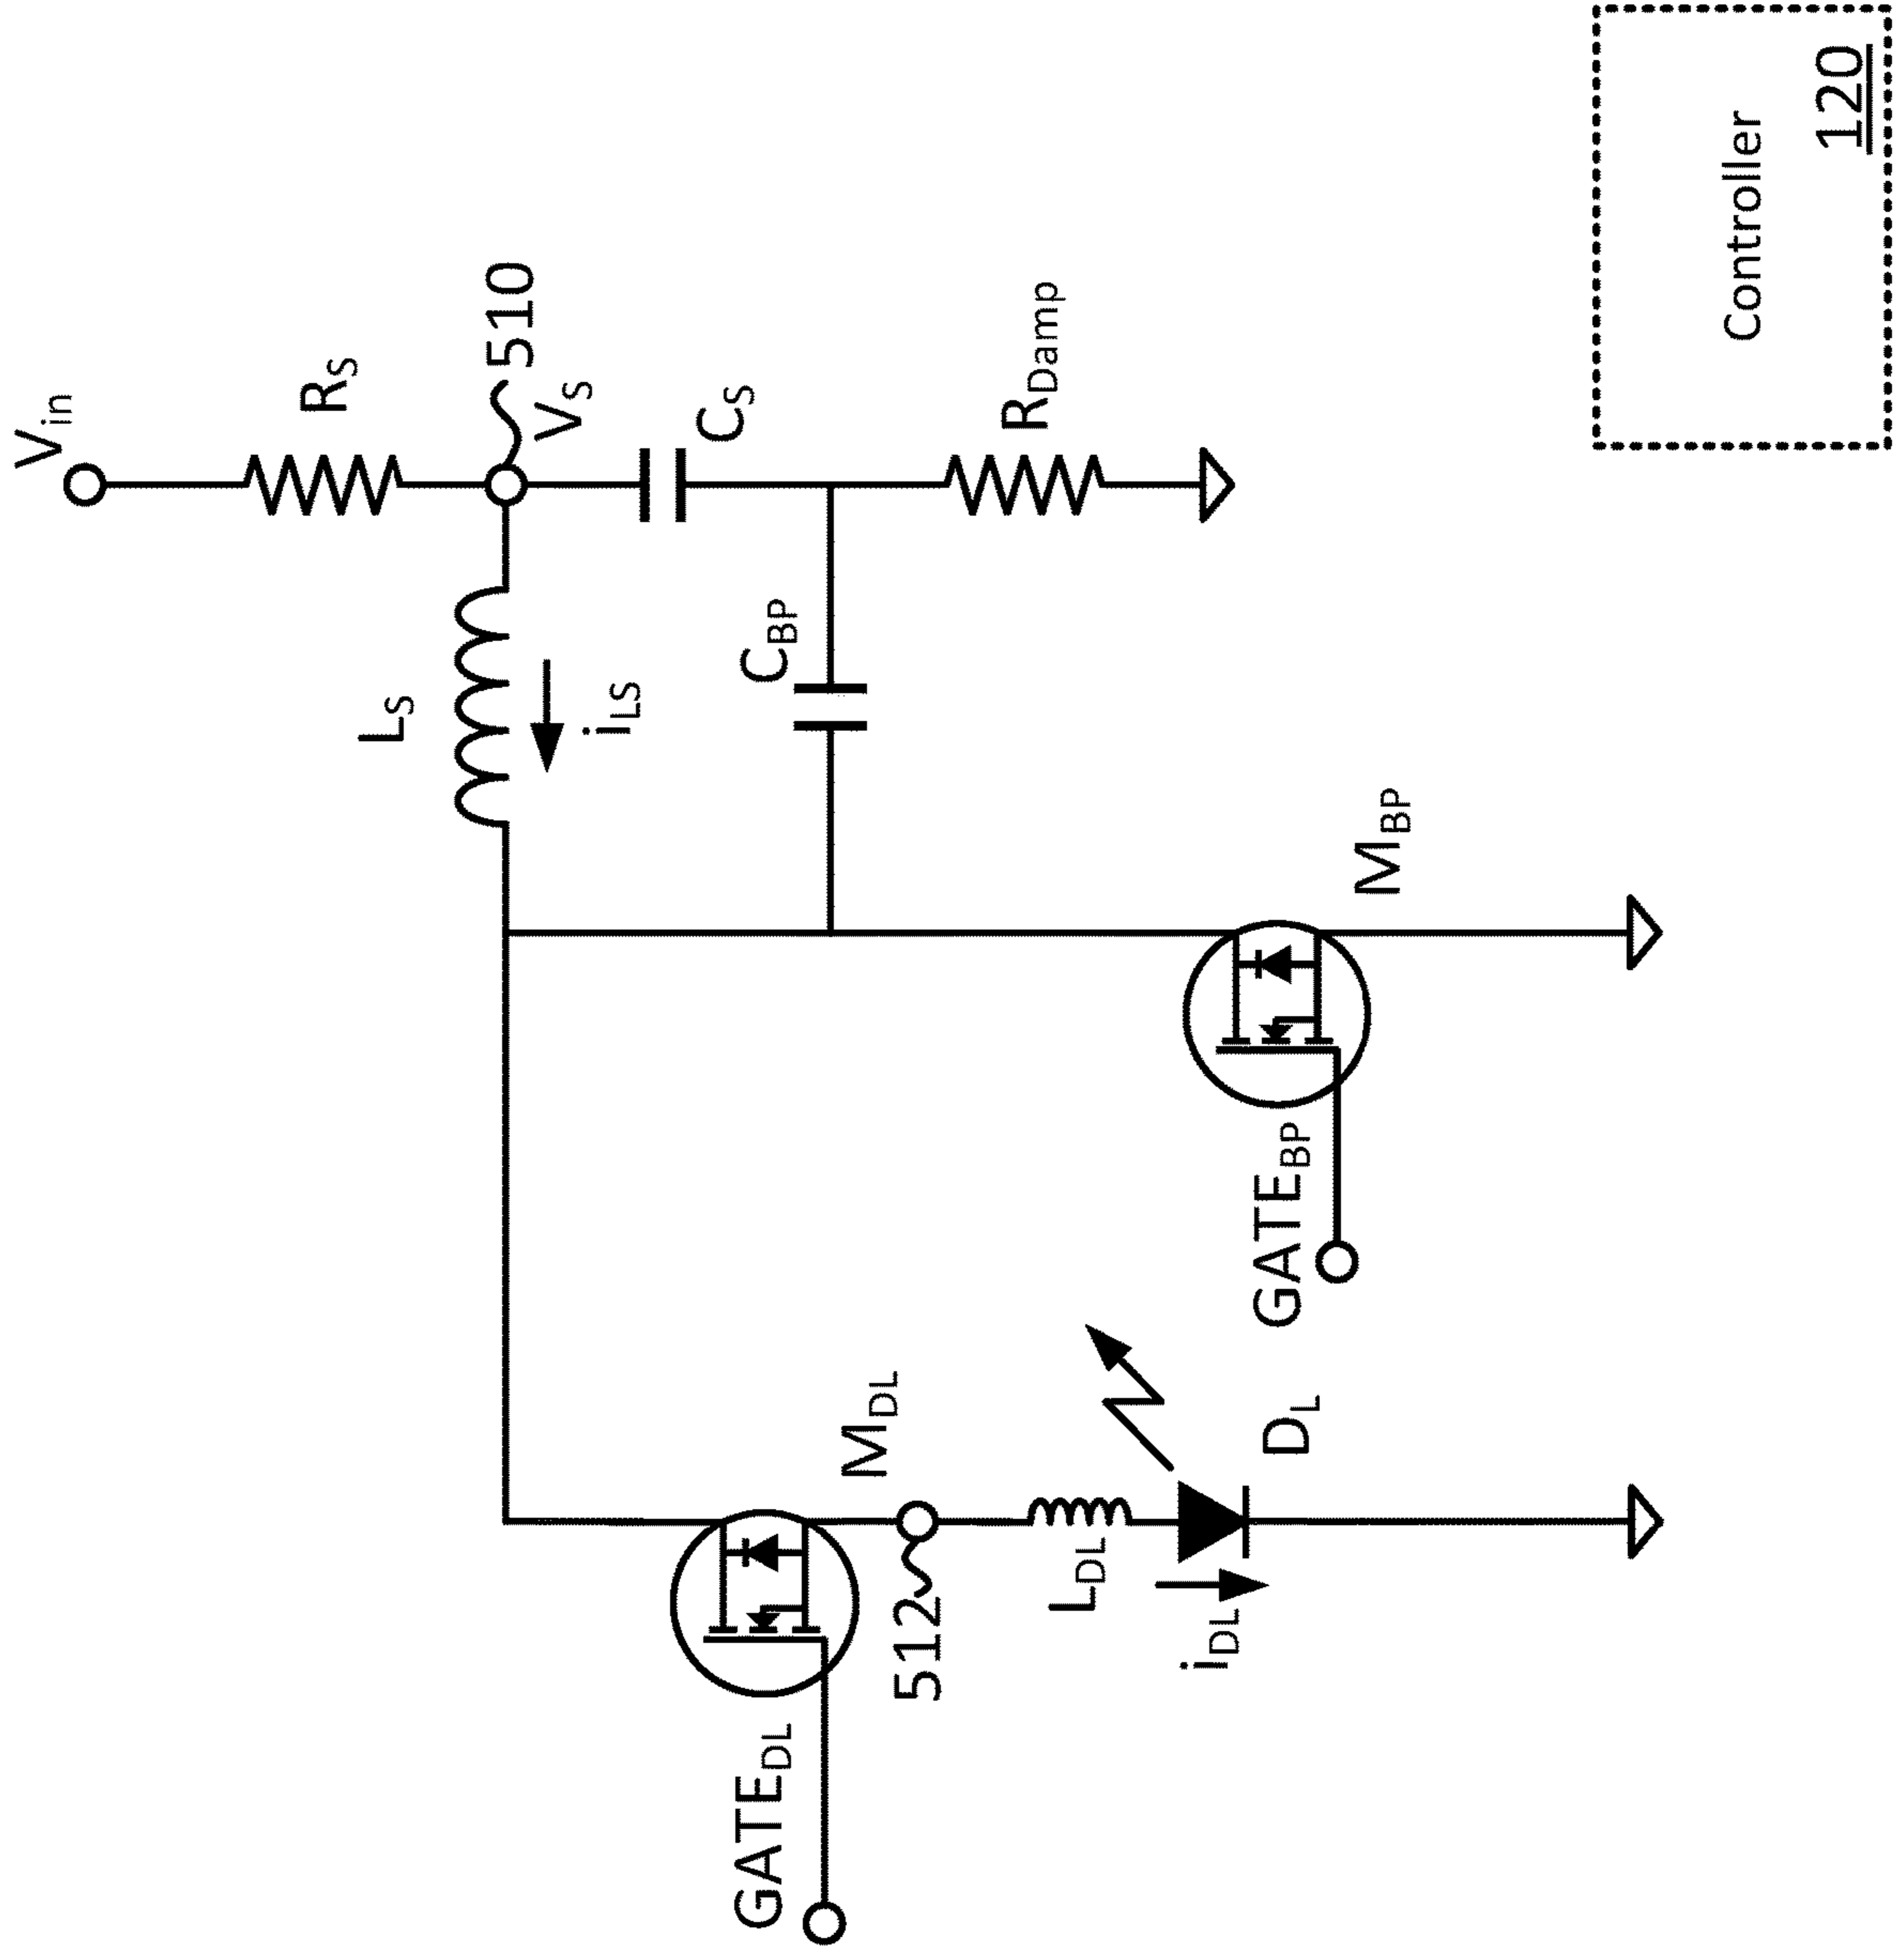 Vin
RS
510
VS
LS
iLS
CS
CBP
RDamp
MBP
GATEBP
MDL
GATEDL
512
LDL
iDL
DL
Controller
120